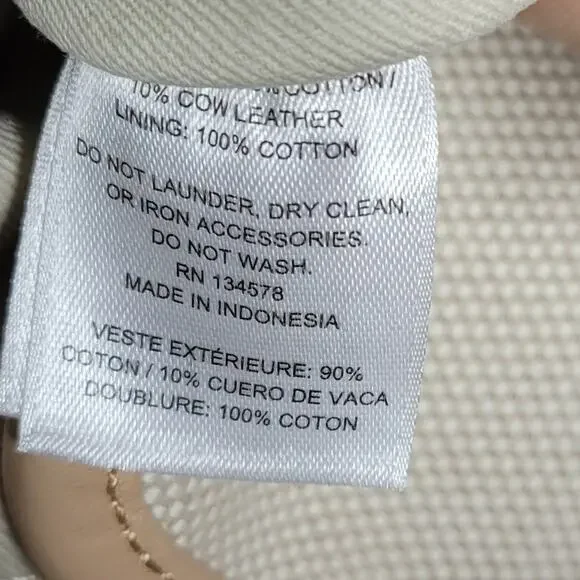 COTTON /
10% COW LEATHER
LINING: 100% COTTON
DO NOT LAUNDER, DRY CLEAN,
OR IRON ACCESSORIES.
DO NOT WASH.
RN 134578
MADE IN INDONESIA
VESTE EXTÉRIEURE: 90%
COTON / 10% CUERO DE VACA
DOUBLURE: 100% COTON